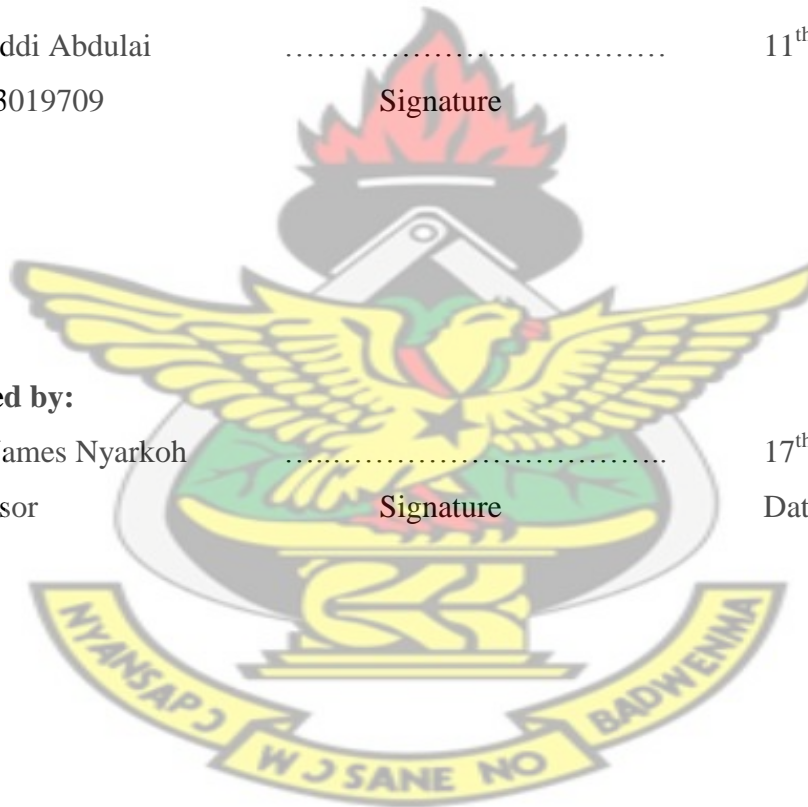 ddi Abdulai ……………………………… 11th
3019709 Signature
ed by:
James Nyarkoh ……………………………. 17th
sor Signature Dat
NYANSAPƆ WƆSANE NO BADWENMA